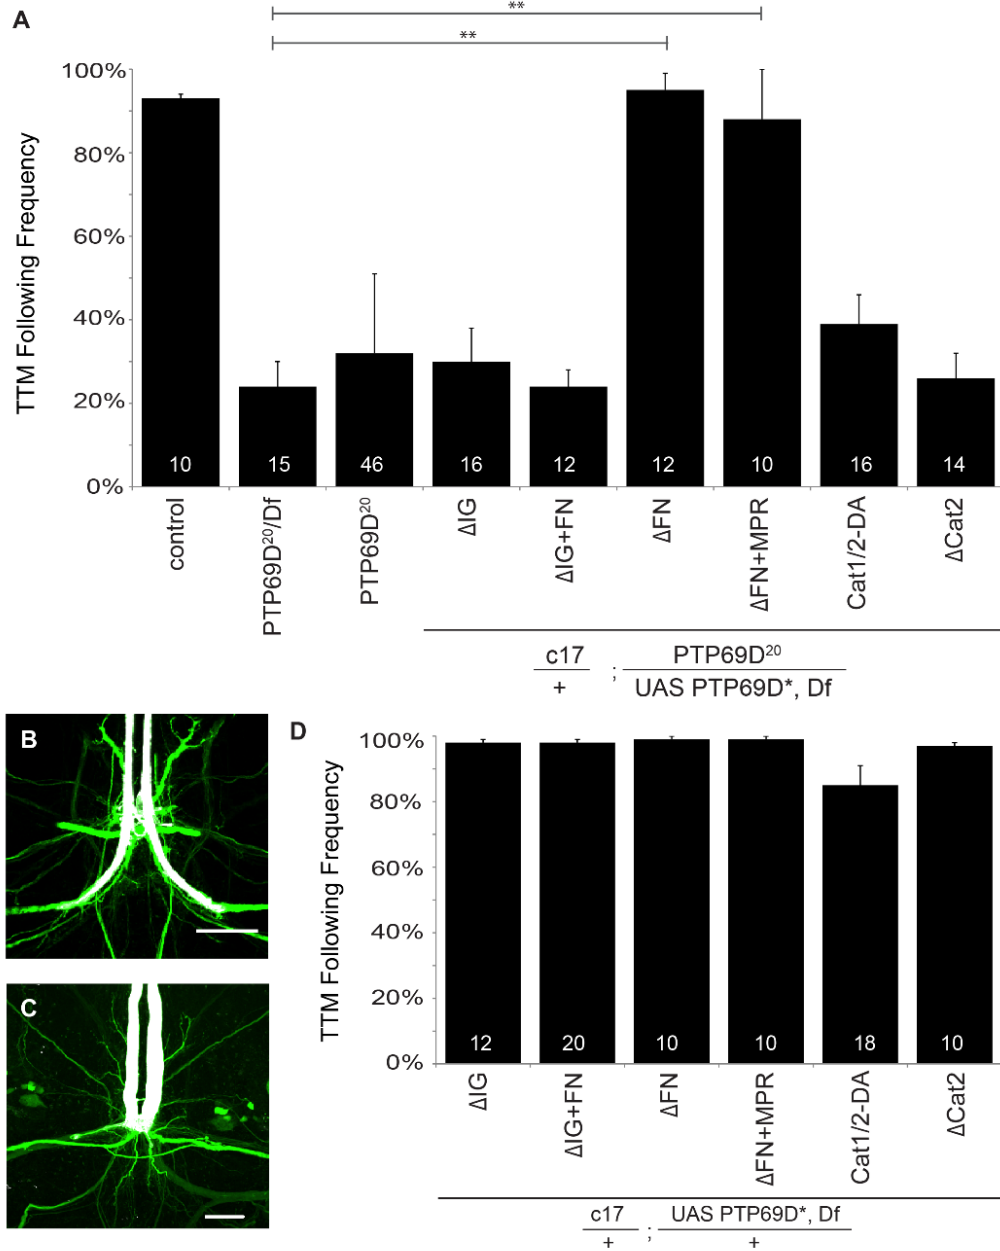 A
**
**
TTM Following Frequency
100%
80%
60%
40%
20%
0%
10
15
46
16
12
12
10
16
14
control
PTP69D²⁰/Df
PTP69D²⁰
ΔIG
ΔIG+FN
ΔFN
ΔFN+MPR
Cat1/2-DA
ΔCat2
c17
+
;
PTP69D²⁰
UAS PTP69D*, Df
B
C
D
TTM Following Frequency
100%
80%
60%
40%
20%
0%
12
20
10
10
18
10
ΔIG
ΔIG+FN
ΔFN
ΔFN+MPR
Cat1/2-DA
ΔCat2
c17
+
;
UAS PTP69D*, Df
+